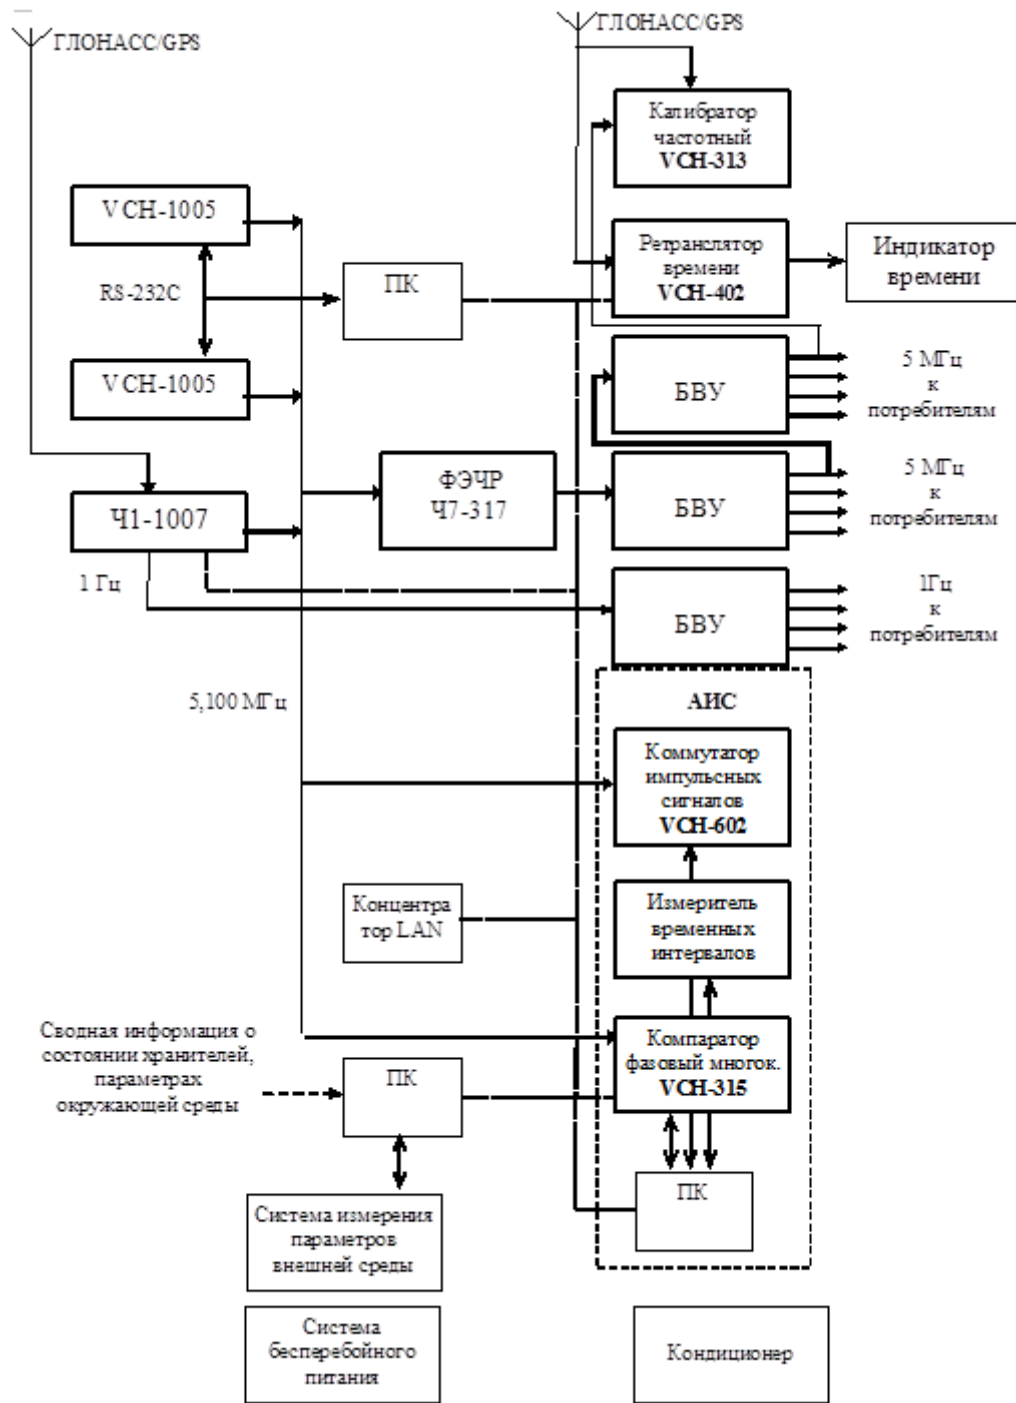 ГЛОНАСС/GPS
ГЛОНАСС/GPS
Калибратор
частотный
VCH-313
VCH-1005
Ретранслятор
времени
VCH-402
Индикатор
времени
RS-232C
ПК
VCH-1005
БВУ
5 МГц
к
потребителям
ФЭЧР
Ч7-317
БВУ
5 МГц
к
потребителям
Ч1-1007
1 Гц
БВУ
1Гц
к
потребителям
5,100 МГц
АИС
Коммутатор
импульсных
сигналов
VCH-602
Концентра
тор LAN
Измеритель
временных
интервалов
Сводная информация о
состоянии хранителей,
параметрах
окружающей среды
ПК
Компаратор
фазовый многок.
VCH-315
ПК
Система измерения
параметров
внешней среды
Система
бесперебойного
питания
Кондиционер